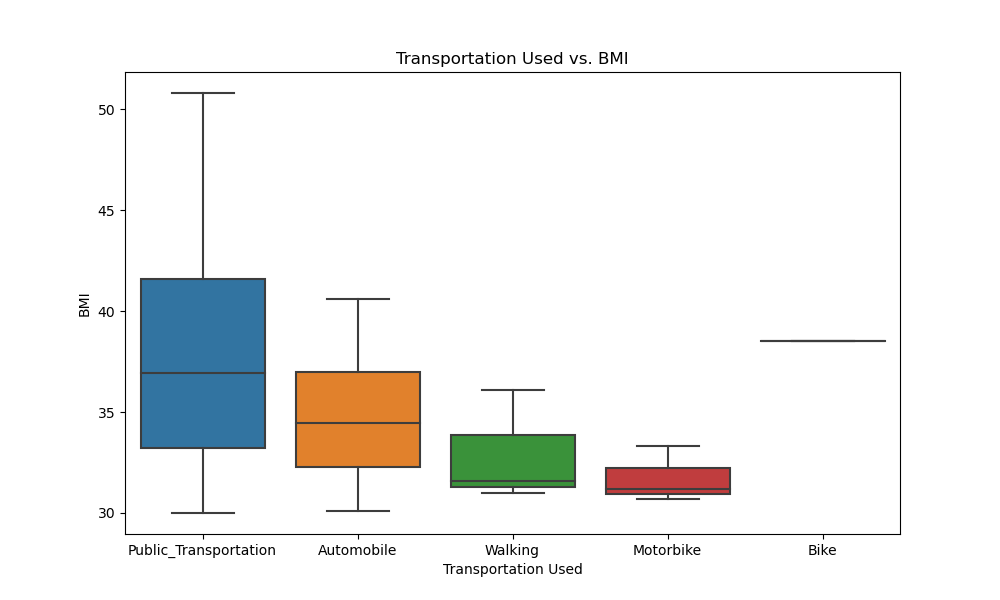 Transportation Used vs. BMI
BMI
50
45
40
35
30
Public_Transportation Automobile Walking Motorbike Bike
Transportation Used